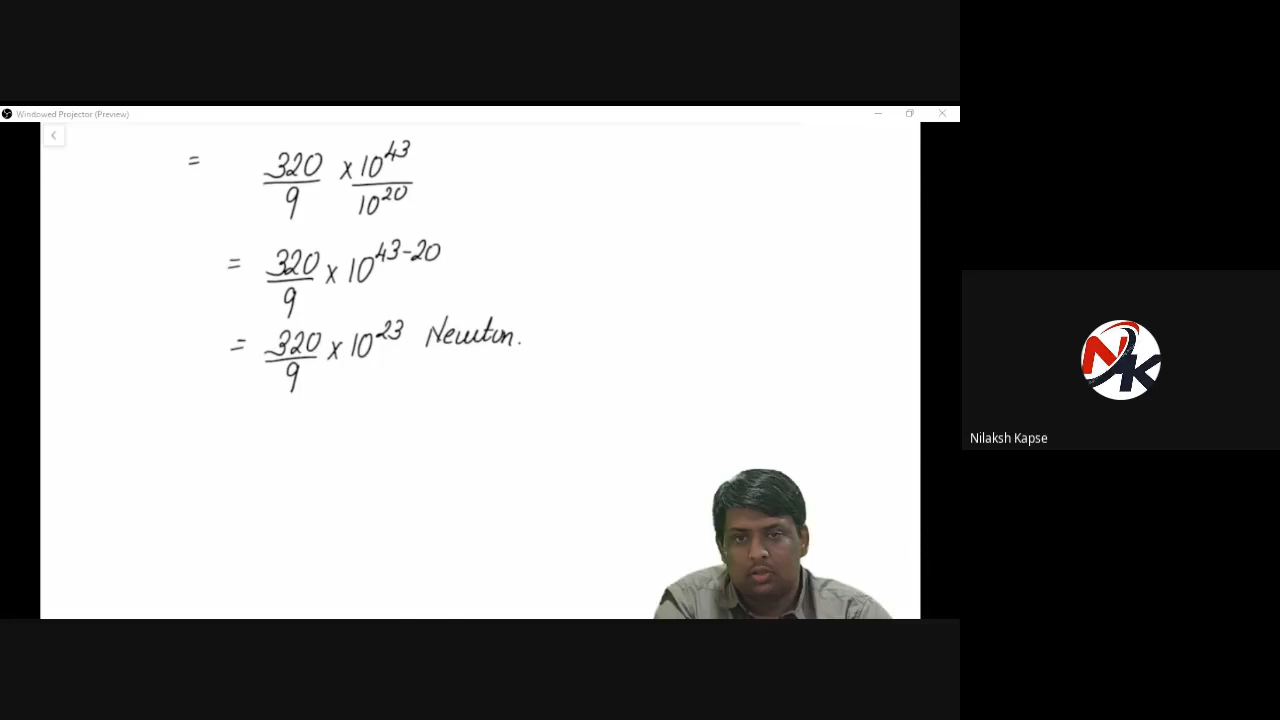 Windowed Projector (Preview)
= 320/9 x 10^43/10^20
= 320/9 x 10^43-20
= 320/9 x 10^23 Newton.
NK
Nilaksh Kapse